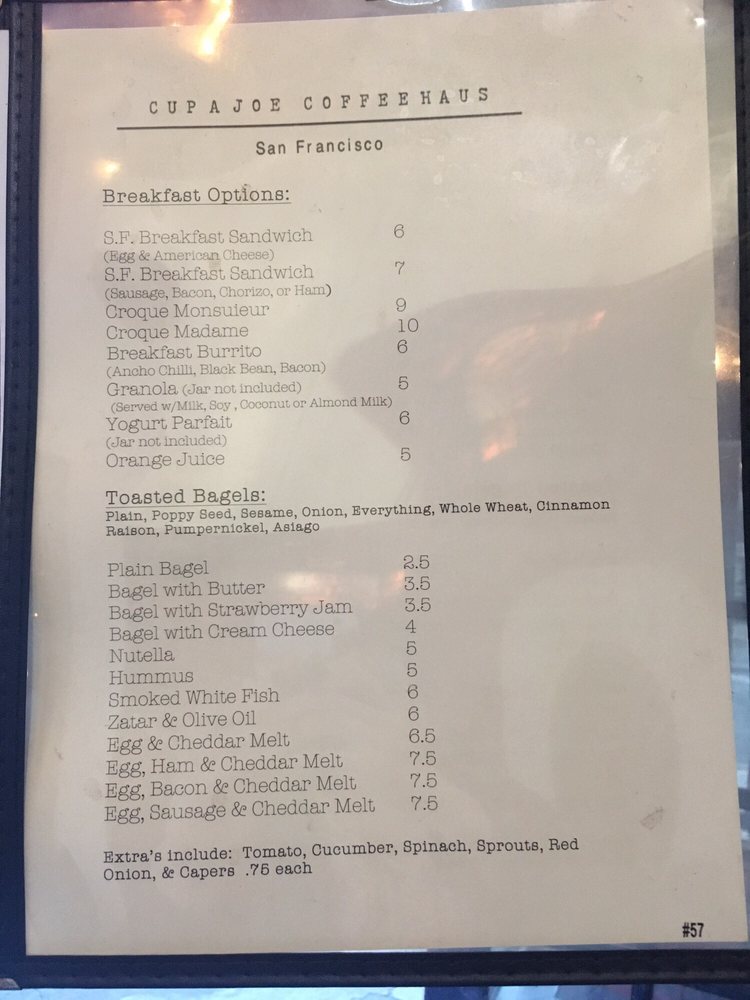 CUPAJOE COFFEEHAUS
San Francisco
Breakfast Options:
S.F. Breakfast Sandwich 6
(Egg & American Cheese)
S.F. Breakfast Sandwich 7
(Sausage, Bacon, Chorizo, or Ham)
Croque Monsuieur 9
Croque Madame 10
Breakfast Burrito 6
(Ancho Chilli, Black Bean, Bacon)
Granola (Jar not included) 5
(Served w/Milk, Soy , Coconut or Almond Milk)
Yogurt Parfait 6
(Jar not included)
Orange Juice 5
Toasted Bagels:
Plain, Poppy Seed, Sesame, Onion, Everything, Whole Wheat, Cinnamon
Raison, Pumpernickel, Asiago
Plain Bagel 2.5
Bagel with Butter 3.5
Bagel with Strawberry Jam 3.5
Bagel with Cream Cheese 4
Nutella 5
Hummus 5
Smoked White Fish 6
Zatar & Olive Oil 6
Egg & Cheddar Melt 6.5
Egg, Ham & Cheddar Melt 7.5
Egg, Bacon & Cheddar Melt 7.5
Egg, Sausage & Cheddar Melt 7.5
Extra's include: Tomato, Cucumber, Spinach, Sprouts, Red
Onion, & Capers .75 each
#57